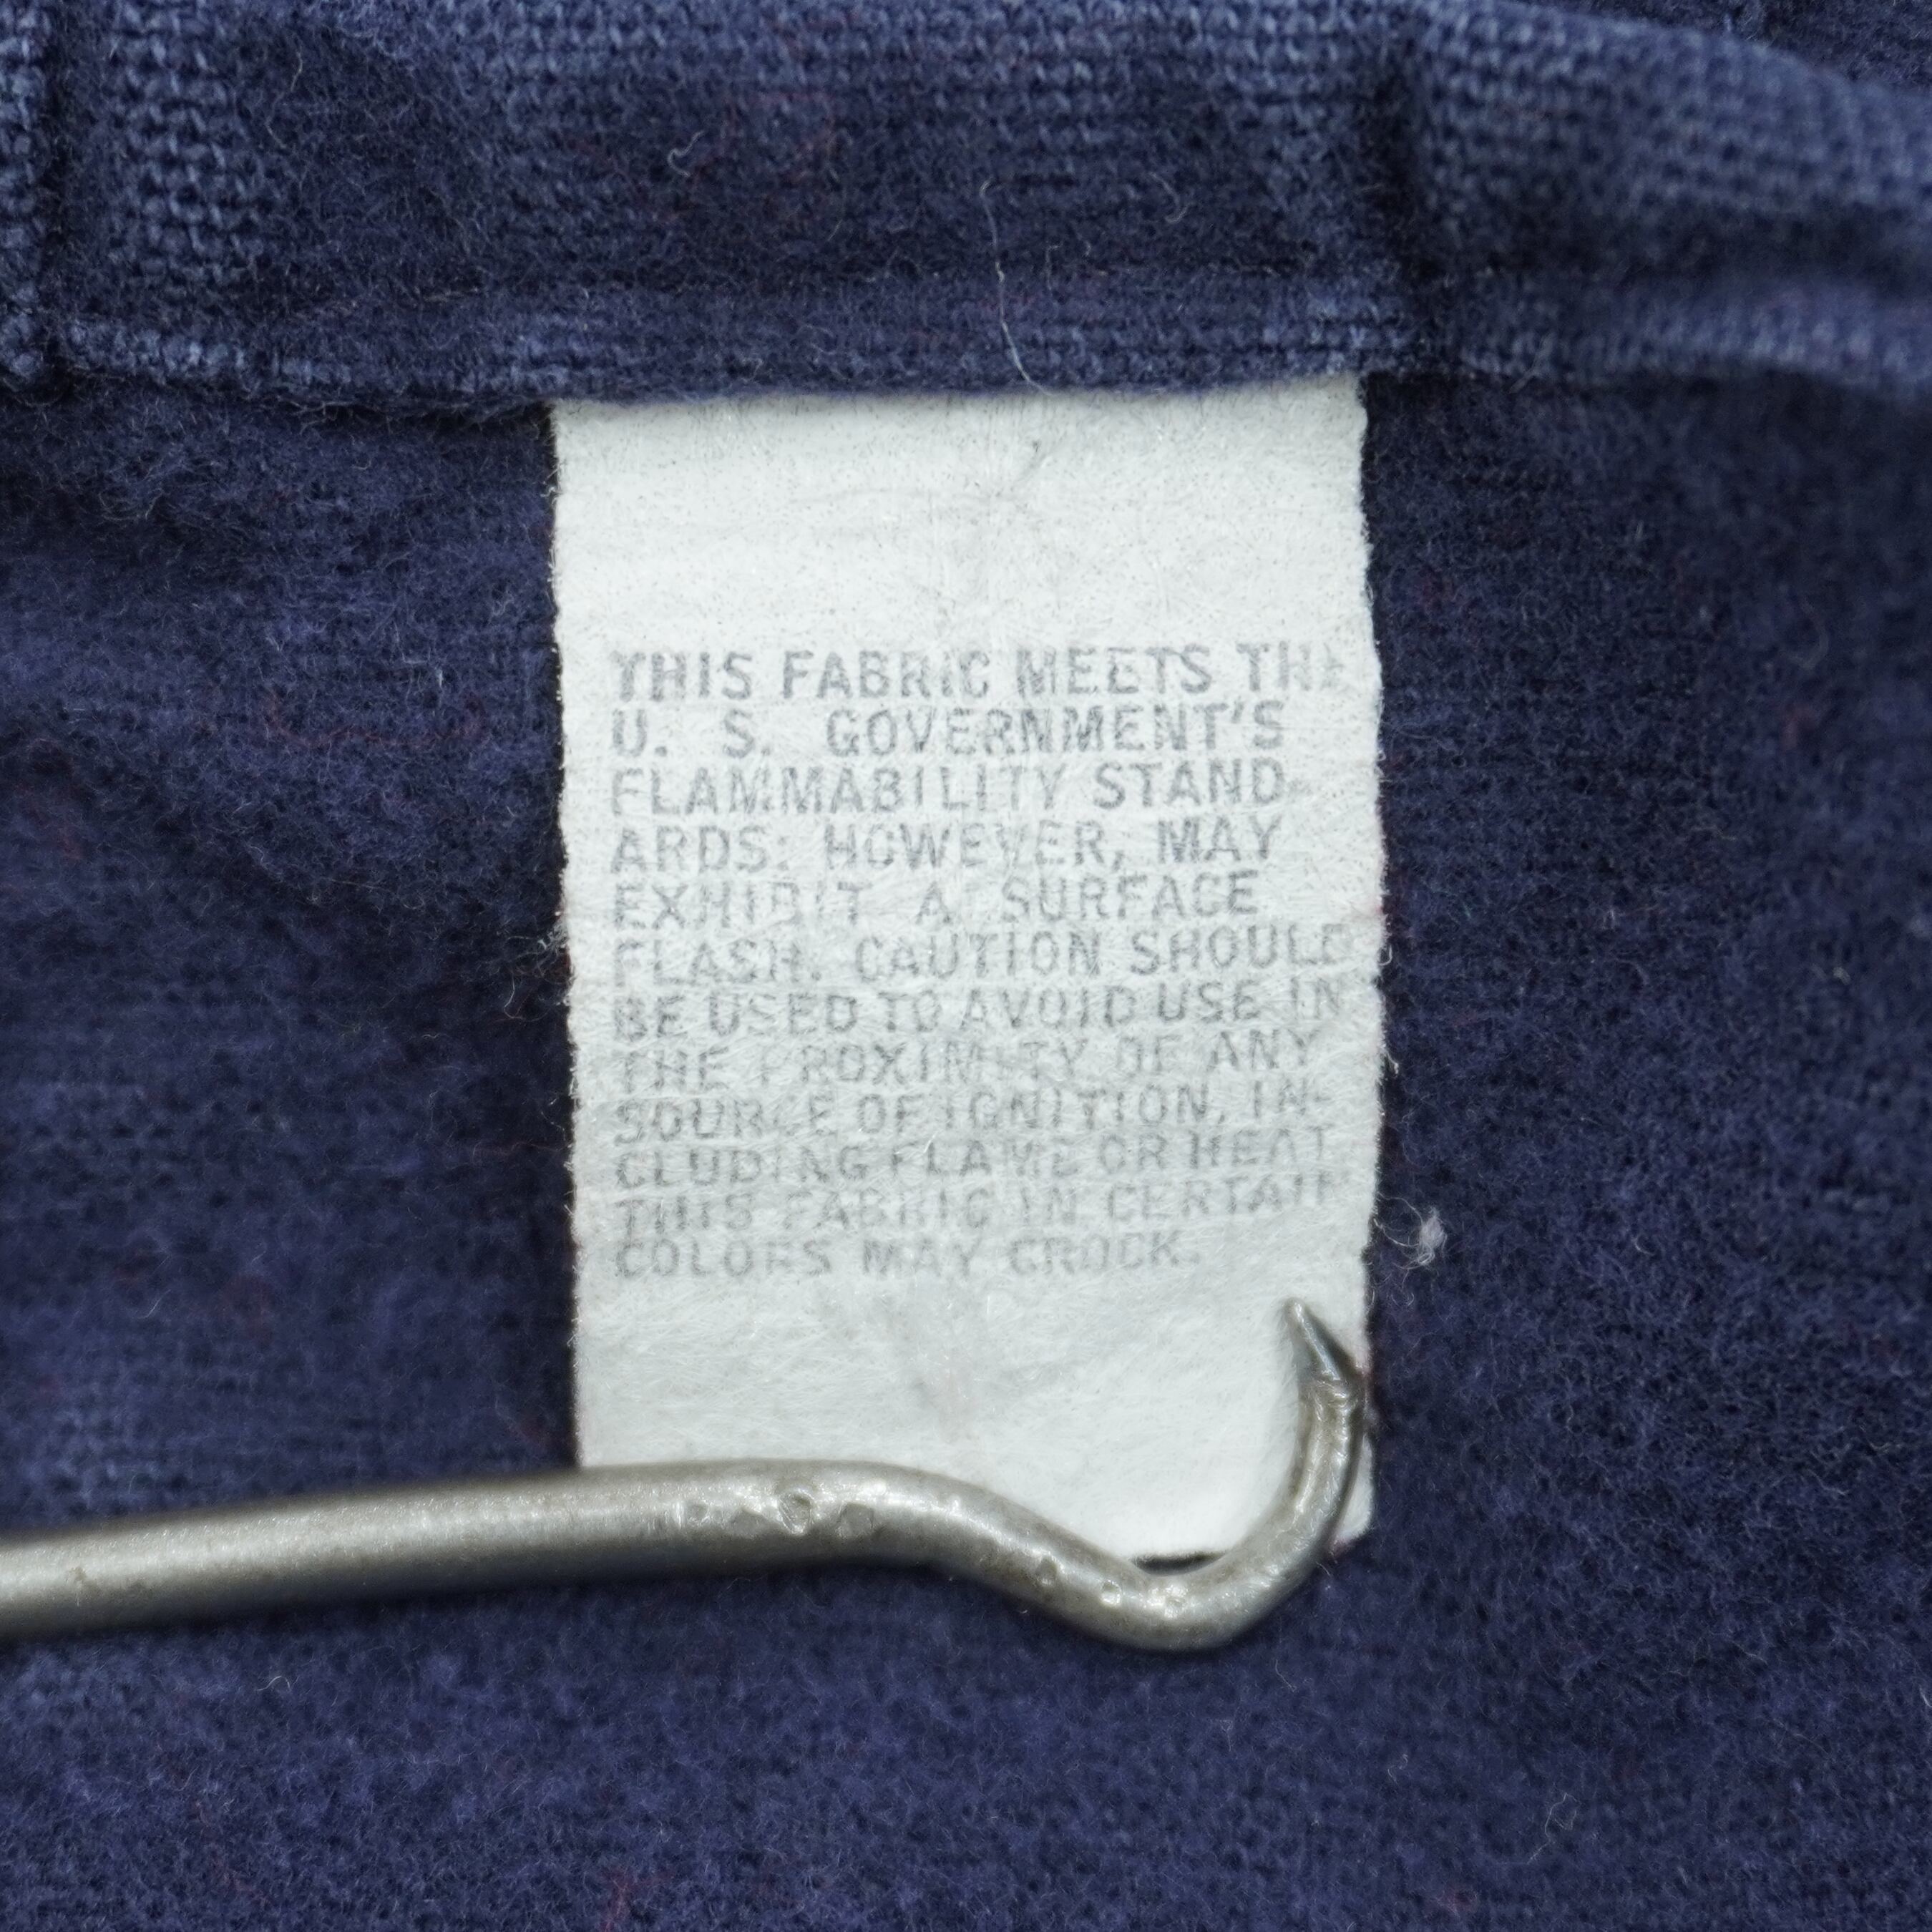 THIS FABRIC MEETS THE
U. S. GOVERNMENT'S
FLAMMABILITY STAND-
ARDS. HOWEVER, MAY
EXHIBIT A SURFACE
FLASH. CAUTION SHOULD
BE USED TO AVOID USE IN
THE PROXIMITY OF ANY
SOURCE OF IGNITION, IN-
CLUDING FLAME OR HEAT
THIS FABRIC IN CERTAIN
COLORS MAY CROCK.